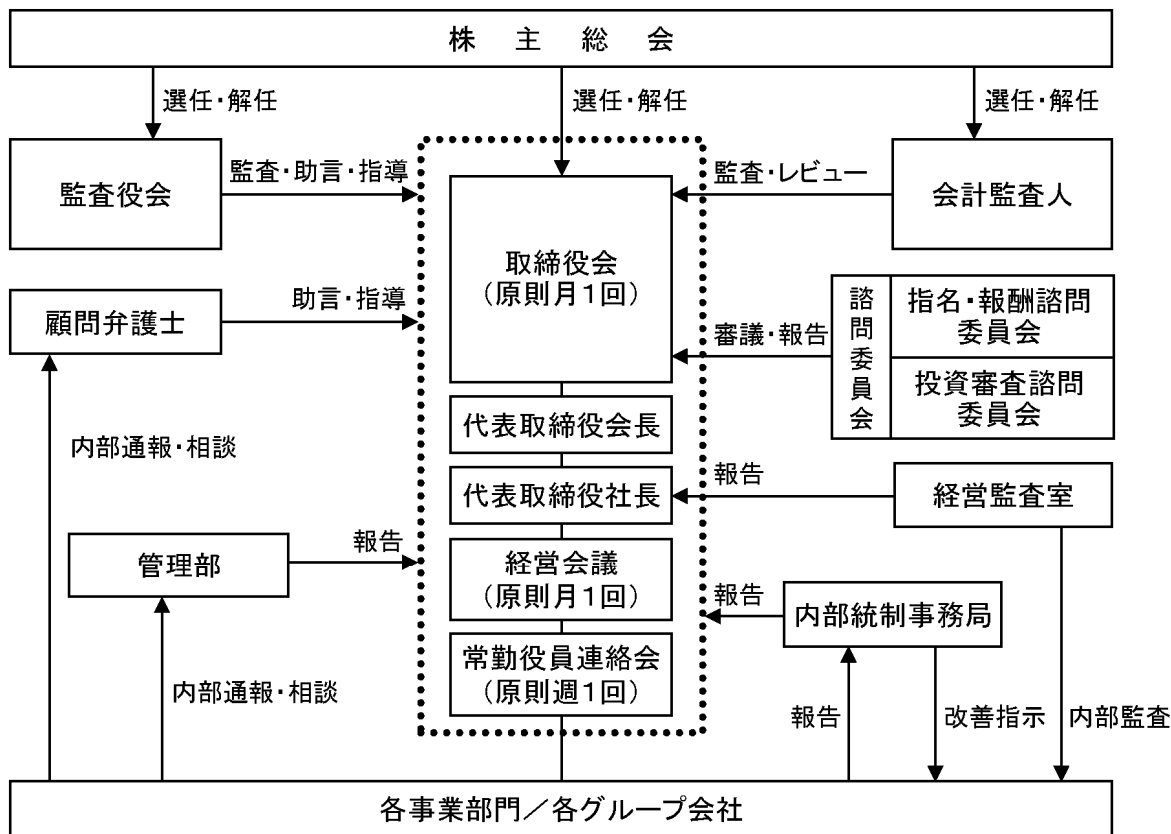 株主総会
選任・解任
選任・解任
選任・解任
監査役会
監査・助言・指導
監査・レビュー
会計監査人
取締役会
(原則月1回)
顧問弁護士
助言・指導
諮問委員会
指名・報酬諮問
委員会
審議・報告
投資審査諮問
委員会
代表取締役会長
内部通報・相談
代表取締役社長
報告
経営監査室
管理部
報告
経営会議
(原則月1回)
報告
内部統制事務局
常勤役員連絡会
(原則週1回)
内部通報・相談
報告
改善指示
内部監査
各事業部門/各グループ会社